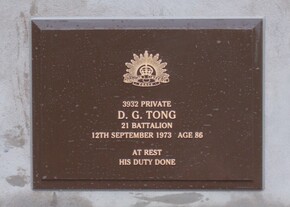 3932 PRIVATE
D. G. TONG
21 BATTALION
12TH SEPTEMBER 1973 AGE 86
AT REST
HIS DUTY DONE